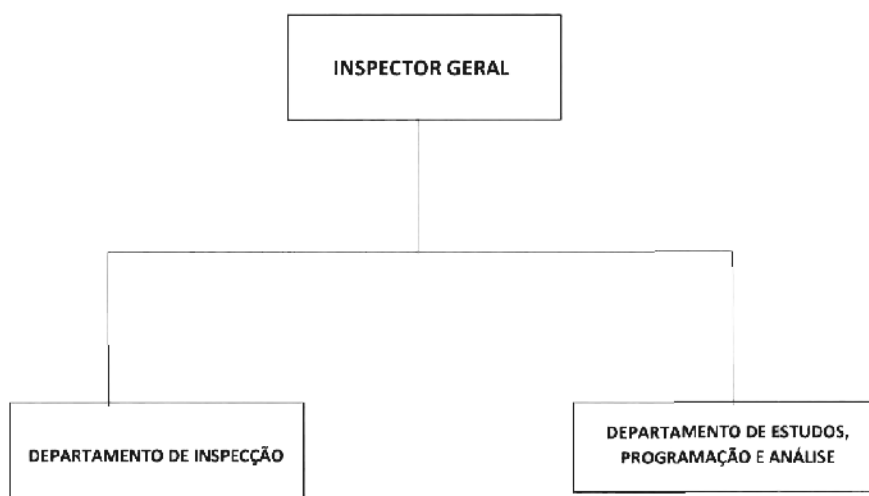 INSPECTOR GERAL
DEPARTAMENTO DE INSPECÇÃO
DEPARTAMENTO DE ESTUDOS,
PROGRAMAÇÃO E ANÁLISE